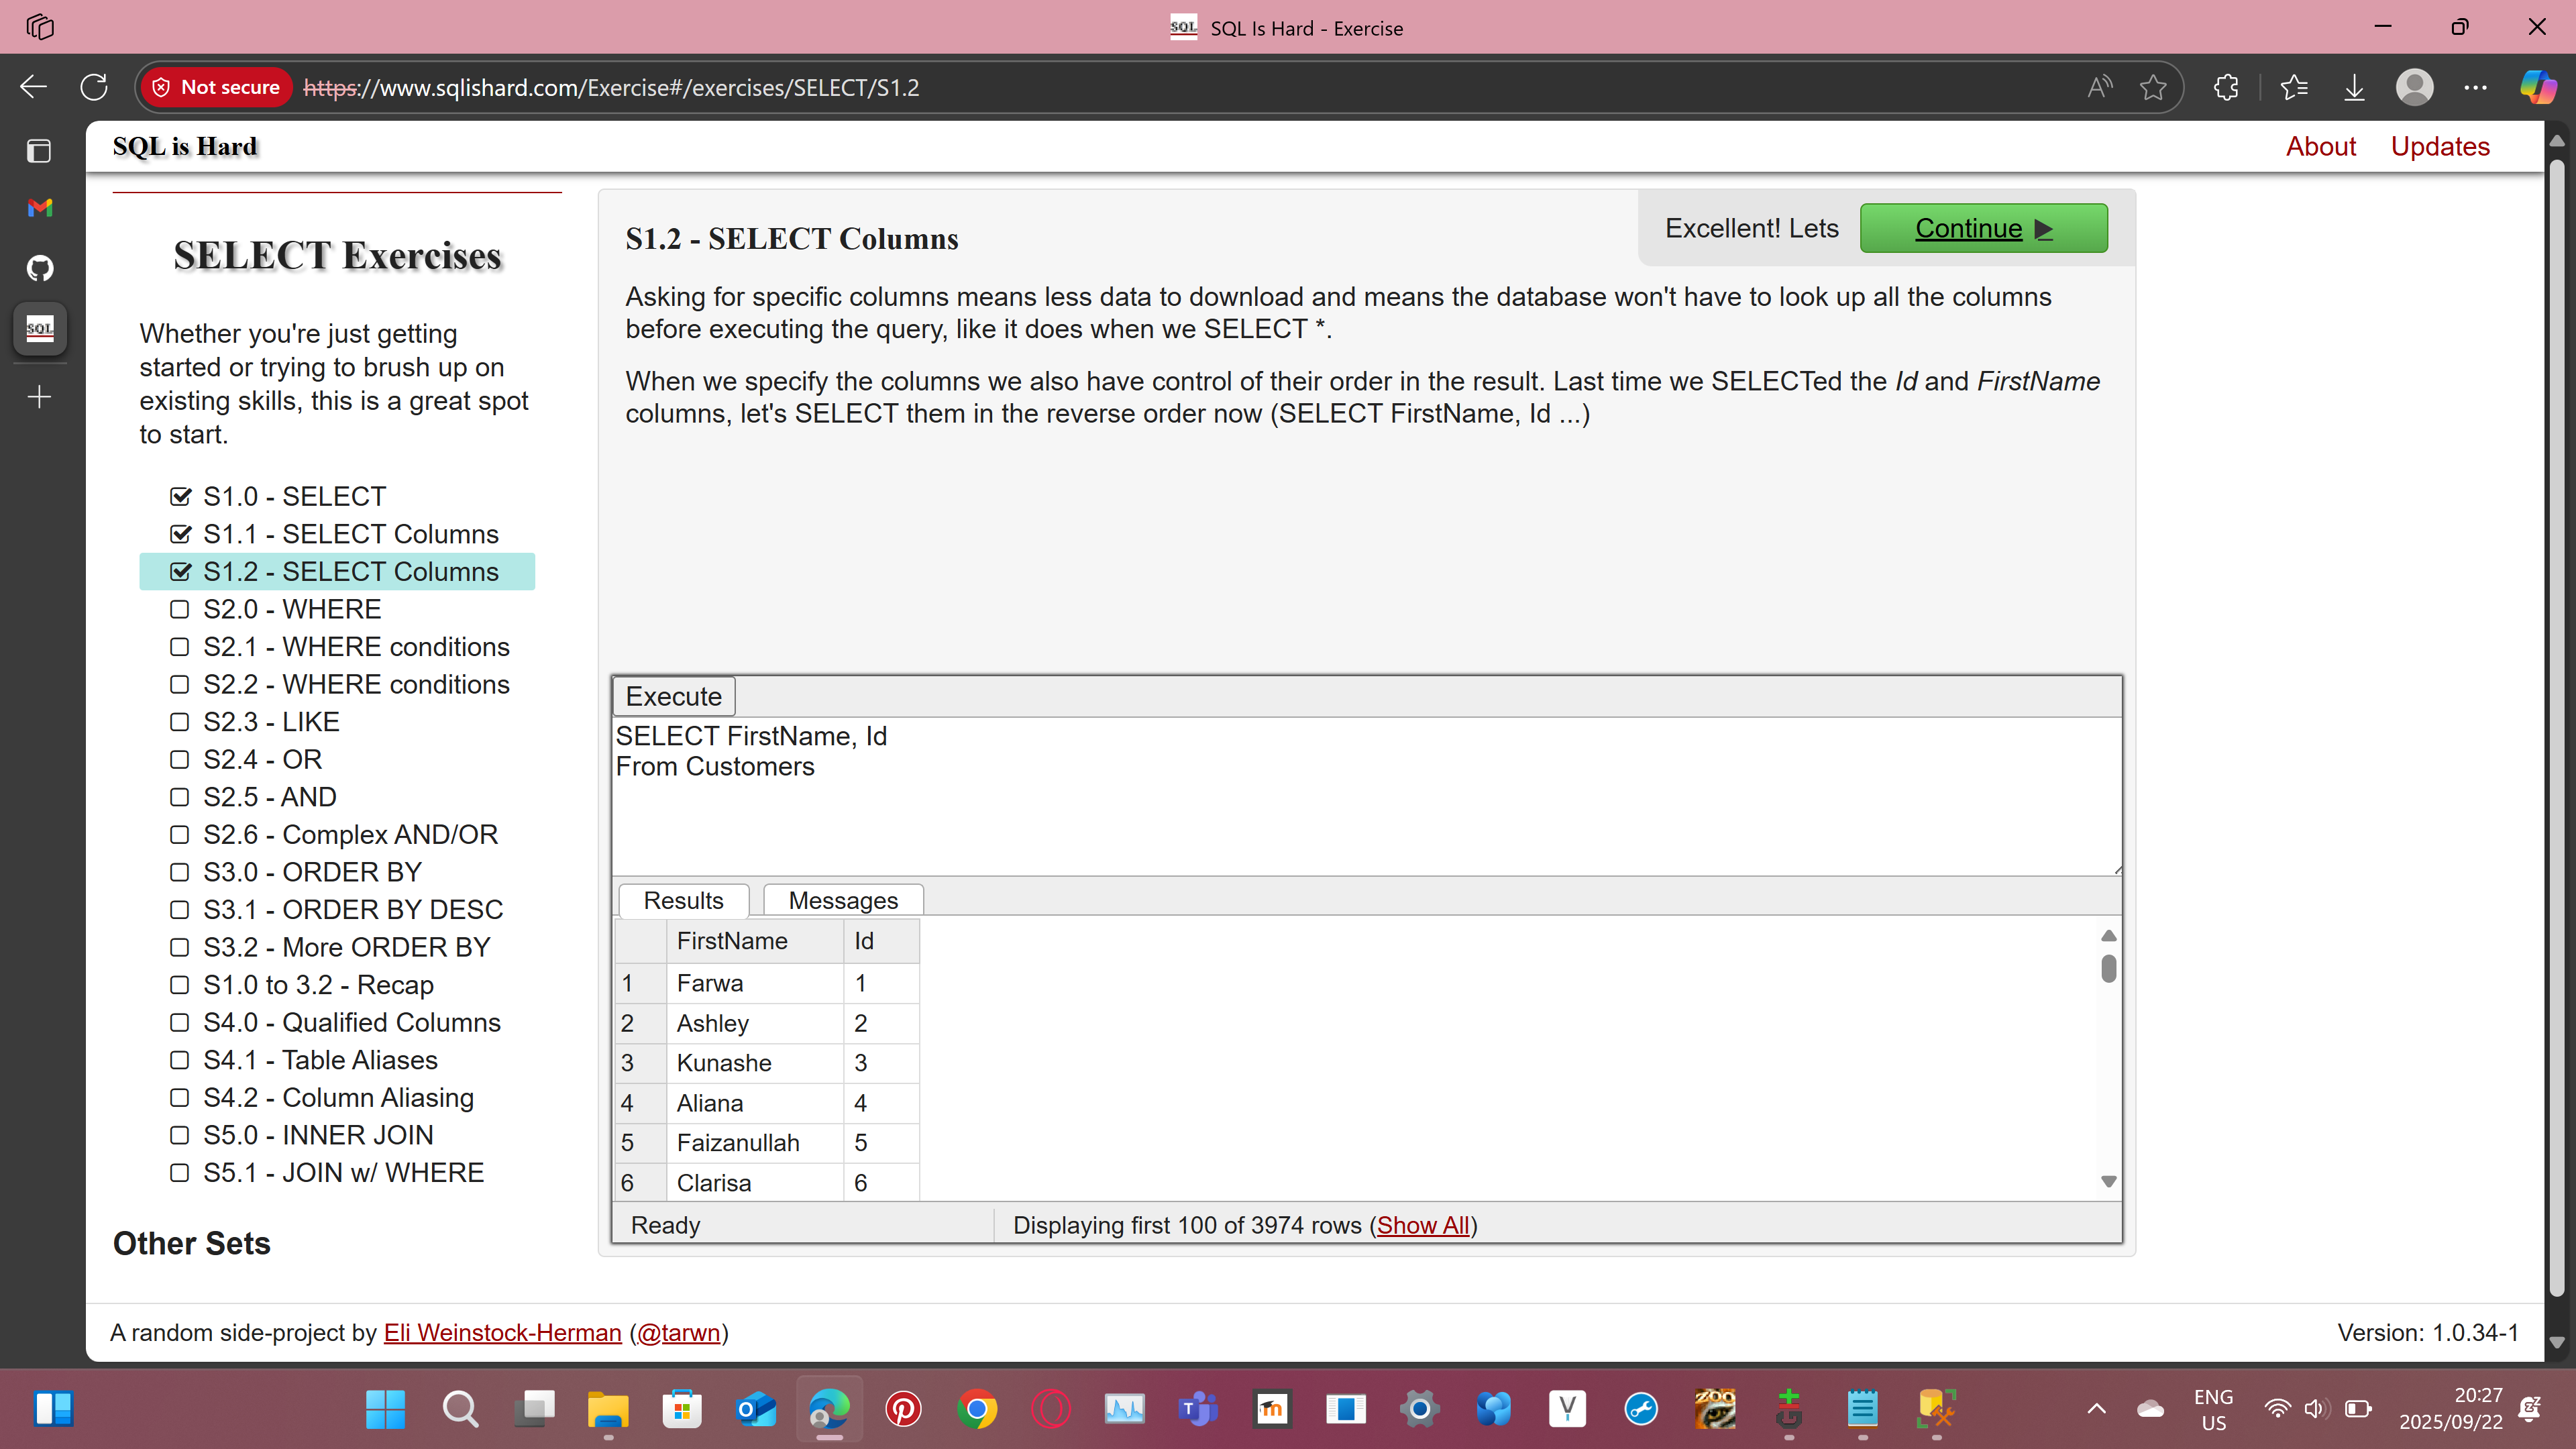 SQL SQL Is Hard - Exercise
Not secure https://www.sqlishard.com/Exercise#/exercises/SELECT/S1.2
SQL is Hard
About Updates
SQL
SELECT Exercises
Whether you're just getting
started or trying to brush up on
existing skills, this is a great spot
to start.
S1.0 - SELECT
S1.1 - SELECT Columns
S1.2 - SELECT Columns
S2.0 - WHERE
S2.1 - WHERE conditions
S2.2 - WHERE conditions
S2.3 - LIKE
S2.4 - OR
S2.5 - AND
S2.6 - Complex AND/OR
S3.0 - ORDER BY
S3.1 - ORDER BY DESC
S3.2 - More ORDER BY
S1.0 to 3.2 - Recap
S4.0 - Qualified Columns
S4.1 - Table Aliases
S4.2 - Column Aliasing
S5.0 - INNER JOIN
S5.1 - JOIN w/ WHERE
Other Sets
S1.2 - SELECT Columns
Excellent! Lets Continue
Asking for specific columns means less data to download and means the database won't have to look up all the columns
before executing the query, like it does when we SELECT *.
When we specify the columns we also have control of their order in the result. Last time we SELECTed the Id and FirstName
columns, let's SELECT them in the reverse order now (SELECT FirstName, Id ...)
Execute
SELECT FirstName, Id
From Customers
Results Messages
FirstName Id
1 Farwa 1
2 Ashley 2
3 Kunashe 3
4 Aliana 4
5 Faizanullah 5
6 Clarisa 6
Ready Displaying first 100 of 3974 rows (Show All)
A random side-project by Eli Weinstock-Herman (@tarwn)
Version: 1.0.34-1
ZOO
ENG
US
20:27
2025/09/22